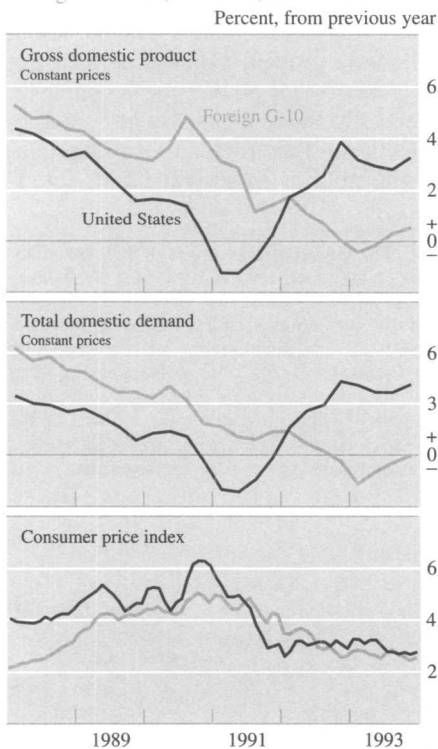 Percent, from previous year
Gross domestic product
Constant prices
6
Foreign G-10
4
2
United States
+
0
–
Total domestic demand
Constant prices
6
3
+
0
–
Consumer price index
6
4
2
1989 1991 1993